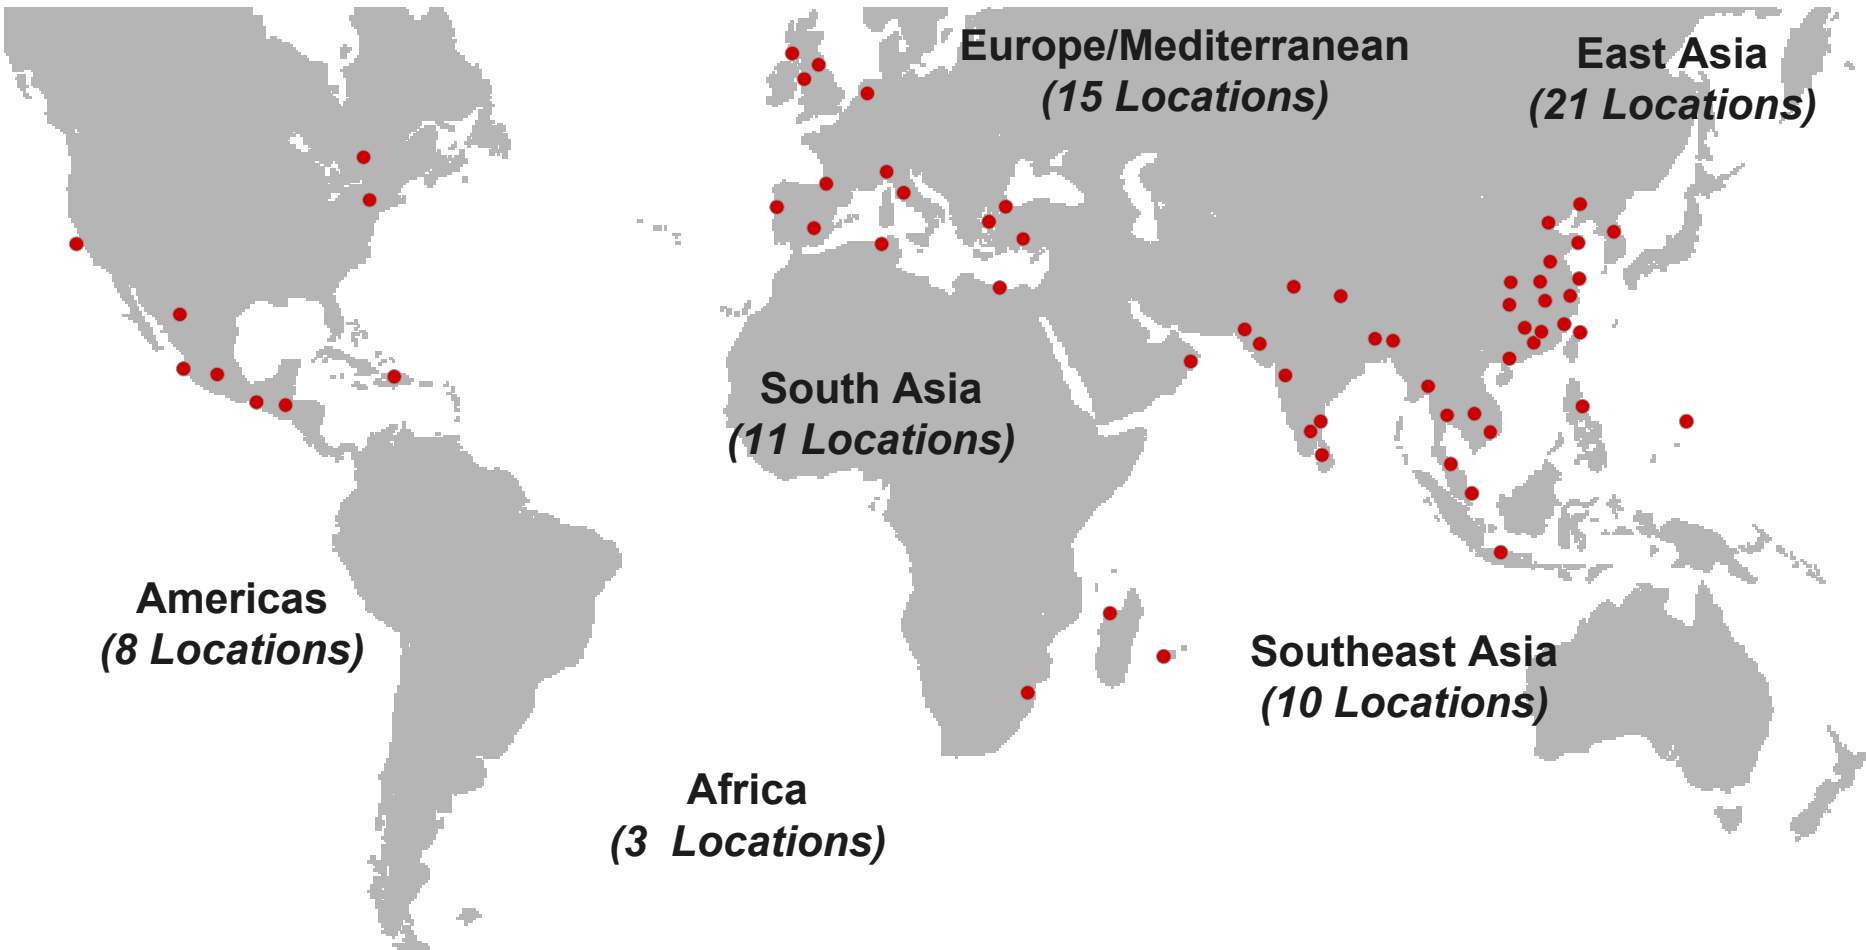 Europe/Mediterranean
(15 Locations)
East Asia
(21 Locations)
South Asia
(11 Locations)
Americas
(8 Locations)
Southeast Asia
(10 Locations)
Africa
(3  Locations)